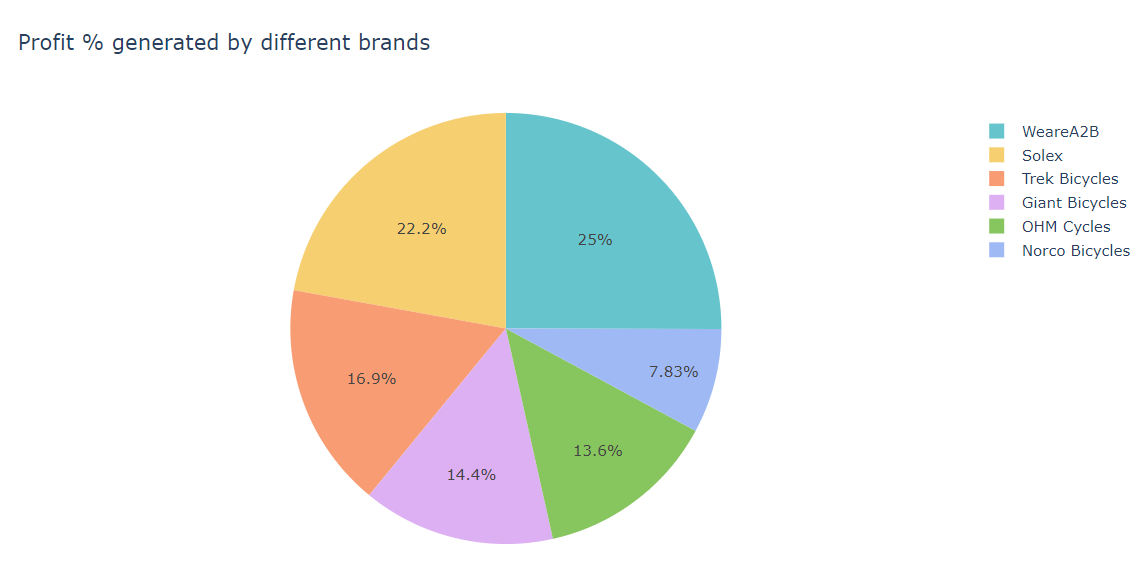 Profit % generated by different brands
WeareA2B
Solex
Trek Bicycles
Giant Bicycles
OHM Cycles
Norco Bicycles
22.2%
25%
7.83%
16.9%
13.6%
14.4%